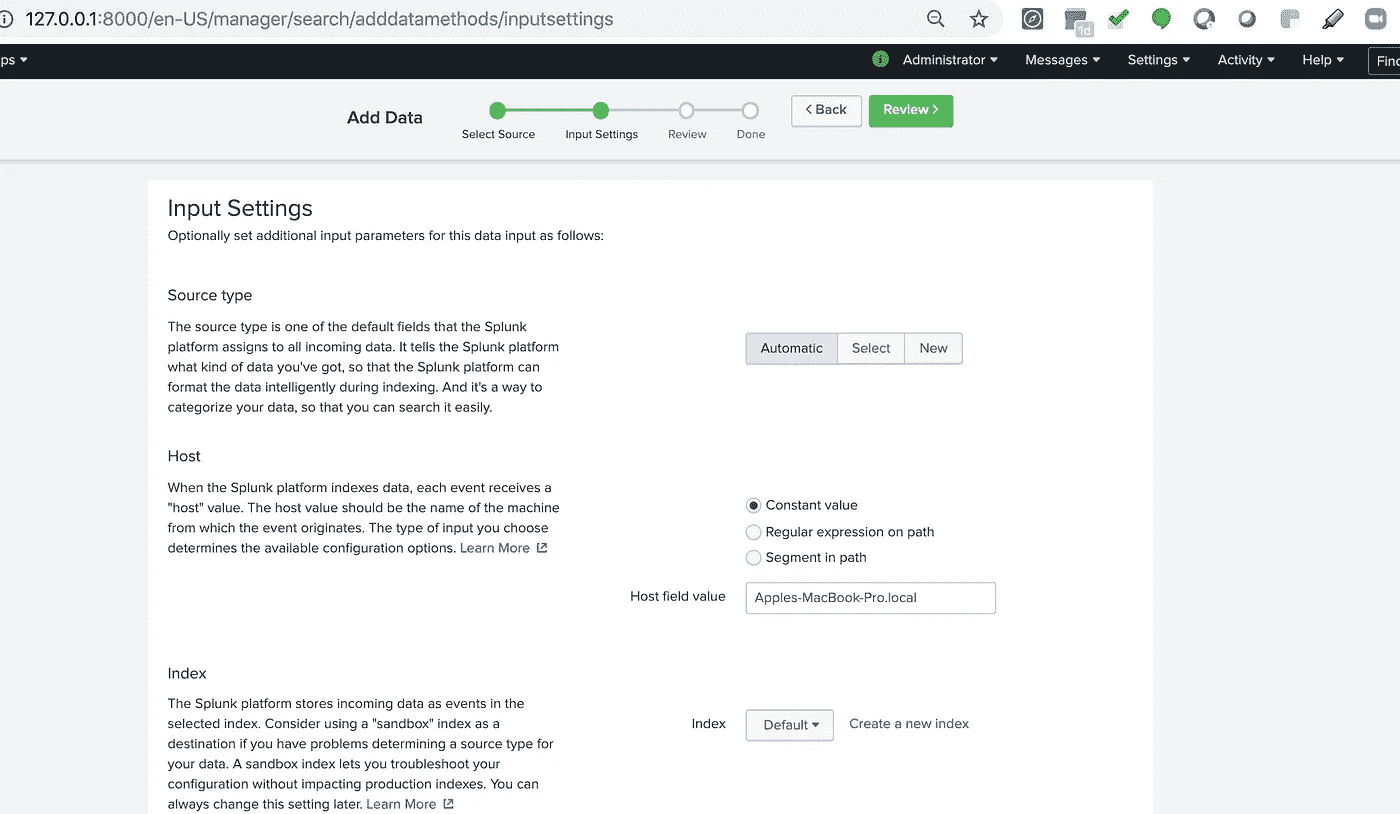 127.0.0.1:8000/en-US/manager/search/adddatamethods/inputsettings
1d
ps Administrator Messages Settings Activity Help Find
Add Data
Select Source Input Settings Review Done
Back Review
Input Settings
Optionally set additional input parameters for this data input as follows:
Source type
The source type is one of the default fields that the Splunk
platform assigns to all incoming data. It tells the Splunk platform
what kind of data you've got, so that the Splunk platform can
format the data intelligently during indexing. And it's a way to
categorize your data, so that you can search it easily.
Automatic Select New
Host
When the Splunk platform indexes data, each event receives a
"host" value. The host value should be the name of the machine
from which the event originates. The type of input you choose
determines the available configuration options. Learn More
Constant value
Regular expression on path
Segment in path
Host field value Apples-MacBook-Pro.local
Index
The Splunk platform stores incoming data as events in the
selected index. Consider using a "sandbox" index as a
destination if you have problems determining a source type for
your data. A sandbox index lets you troubleshoot your
configuration without impacting production indexes. You can
always change this setting later. Learn More
Index Default Create a new index